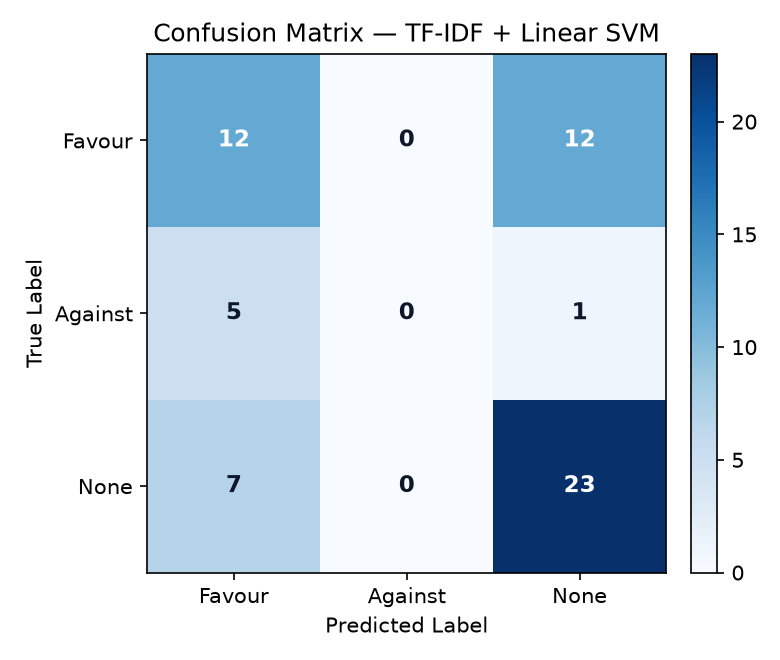 Confusion Matrix — TF-IDF + Linear SVM
True Label
Favour 12 0 12
Against 5 0 1
None 7 0 23
Favour Against None
Predicted Label
20
15
10
5
0